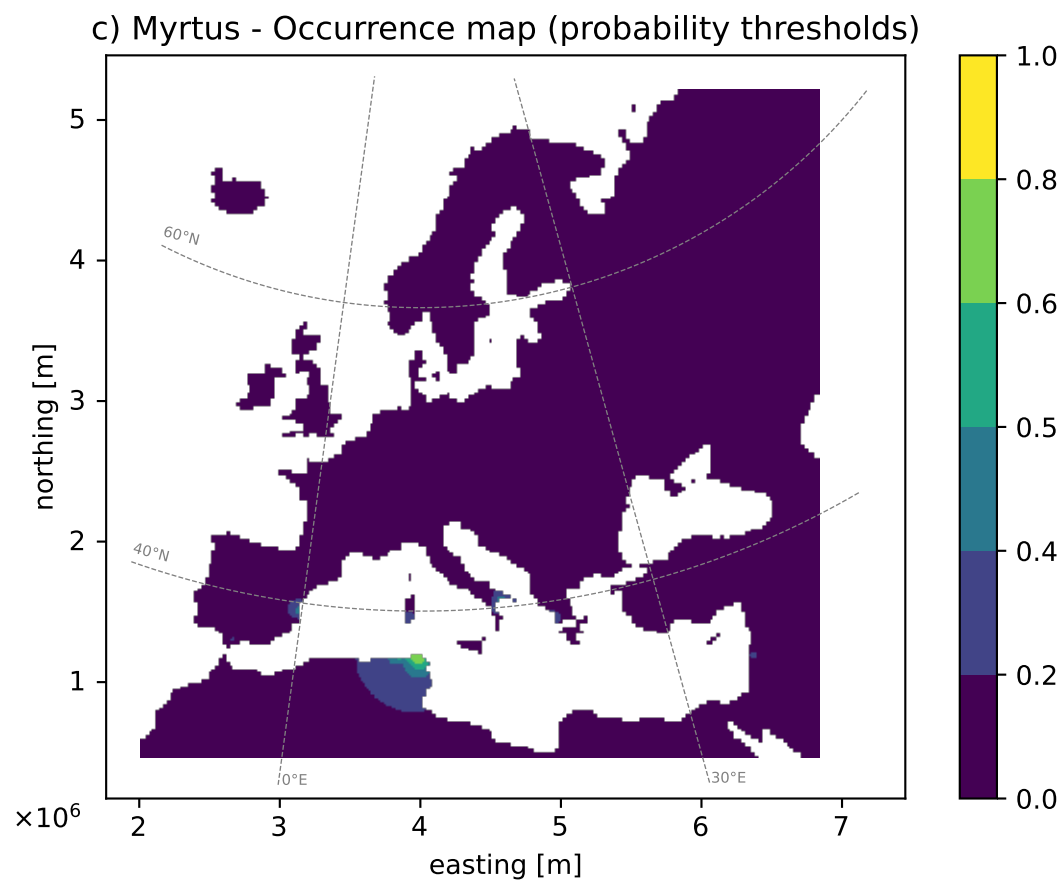 c) Myrtus - Occurrence map (probability thresholds)
northing [m]
5
4
3
2
1
×10⁶
60°N
40°N
0°E
30°E
2 3 4 5 6 7
easting [m]
1.0
0.8
0.6
0.5
0.4
0.2
0.0